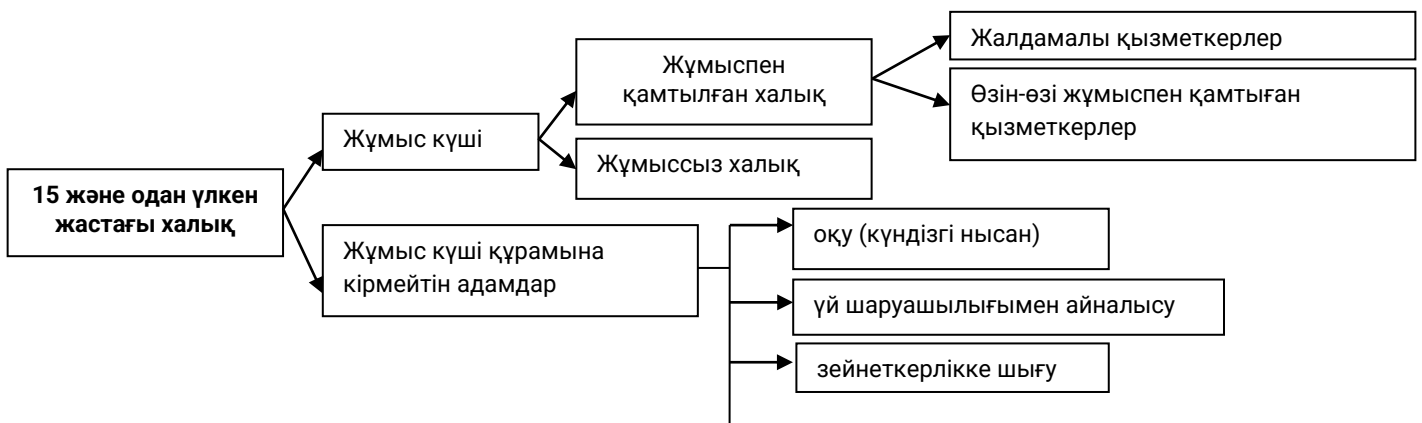 Жалдамалы қызметкерлер
Жұмыспен
қамтылған халық
Өзін-өзі жұмыспен қамтыған
қызметкерлер
Жұмыс күші
Жұмыссыз халық
15 және одан үлкен
жастағы халық
Жұмыс күші құрамына
кірмейтін адамдар
оқу (күндізгі нысан)
үй шаруашылығымен айналысу
зейнеткерлікке шығу